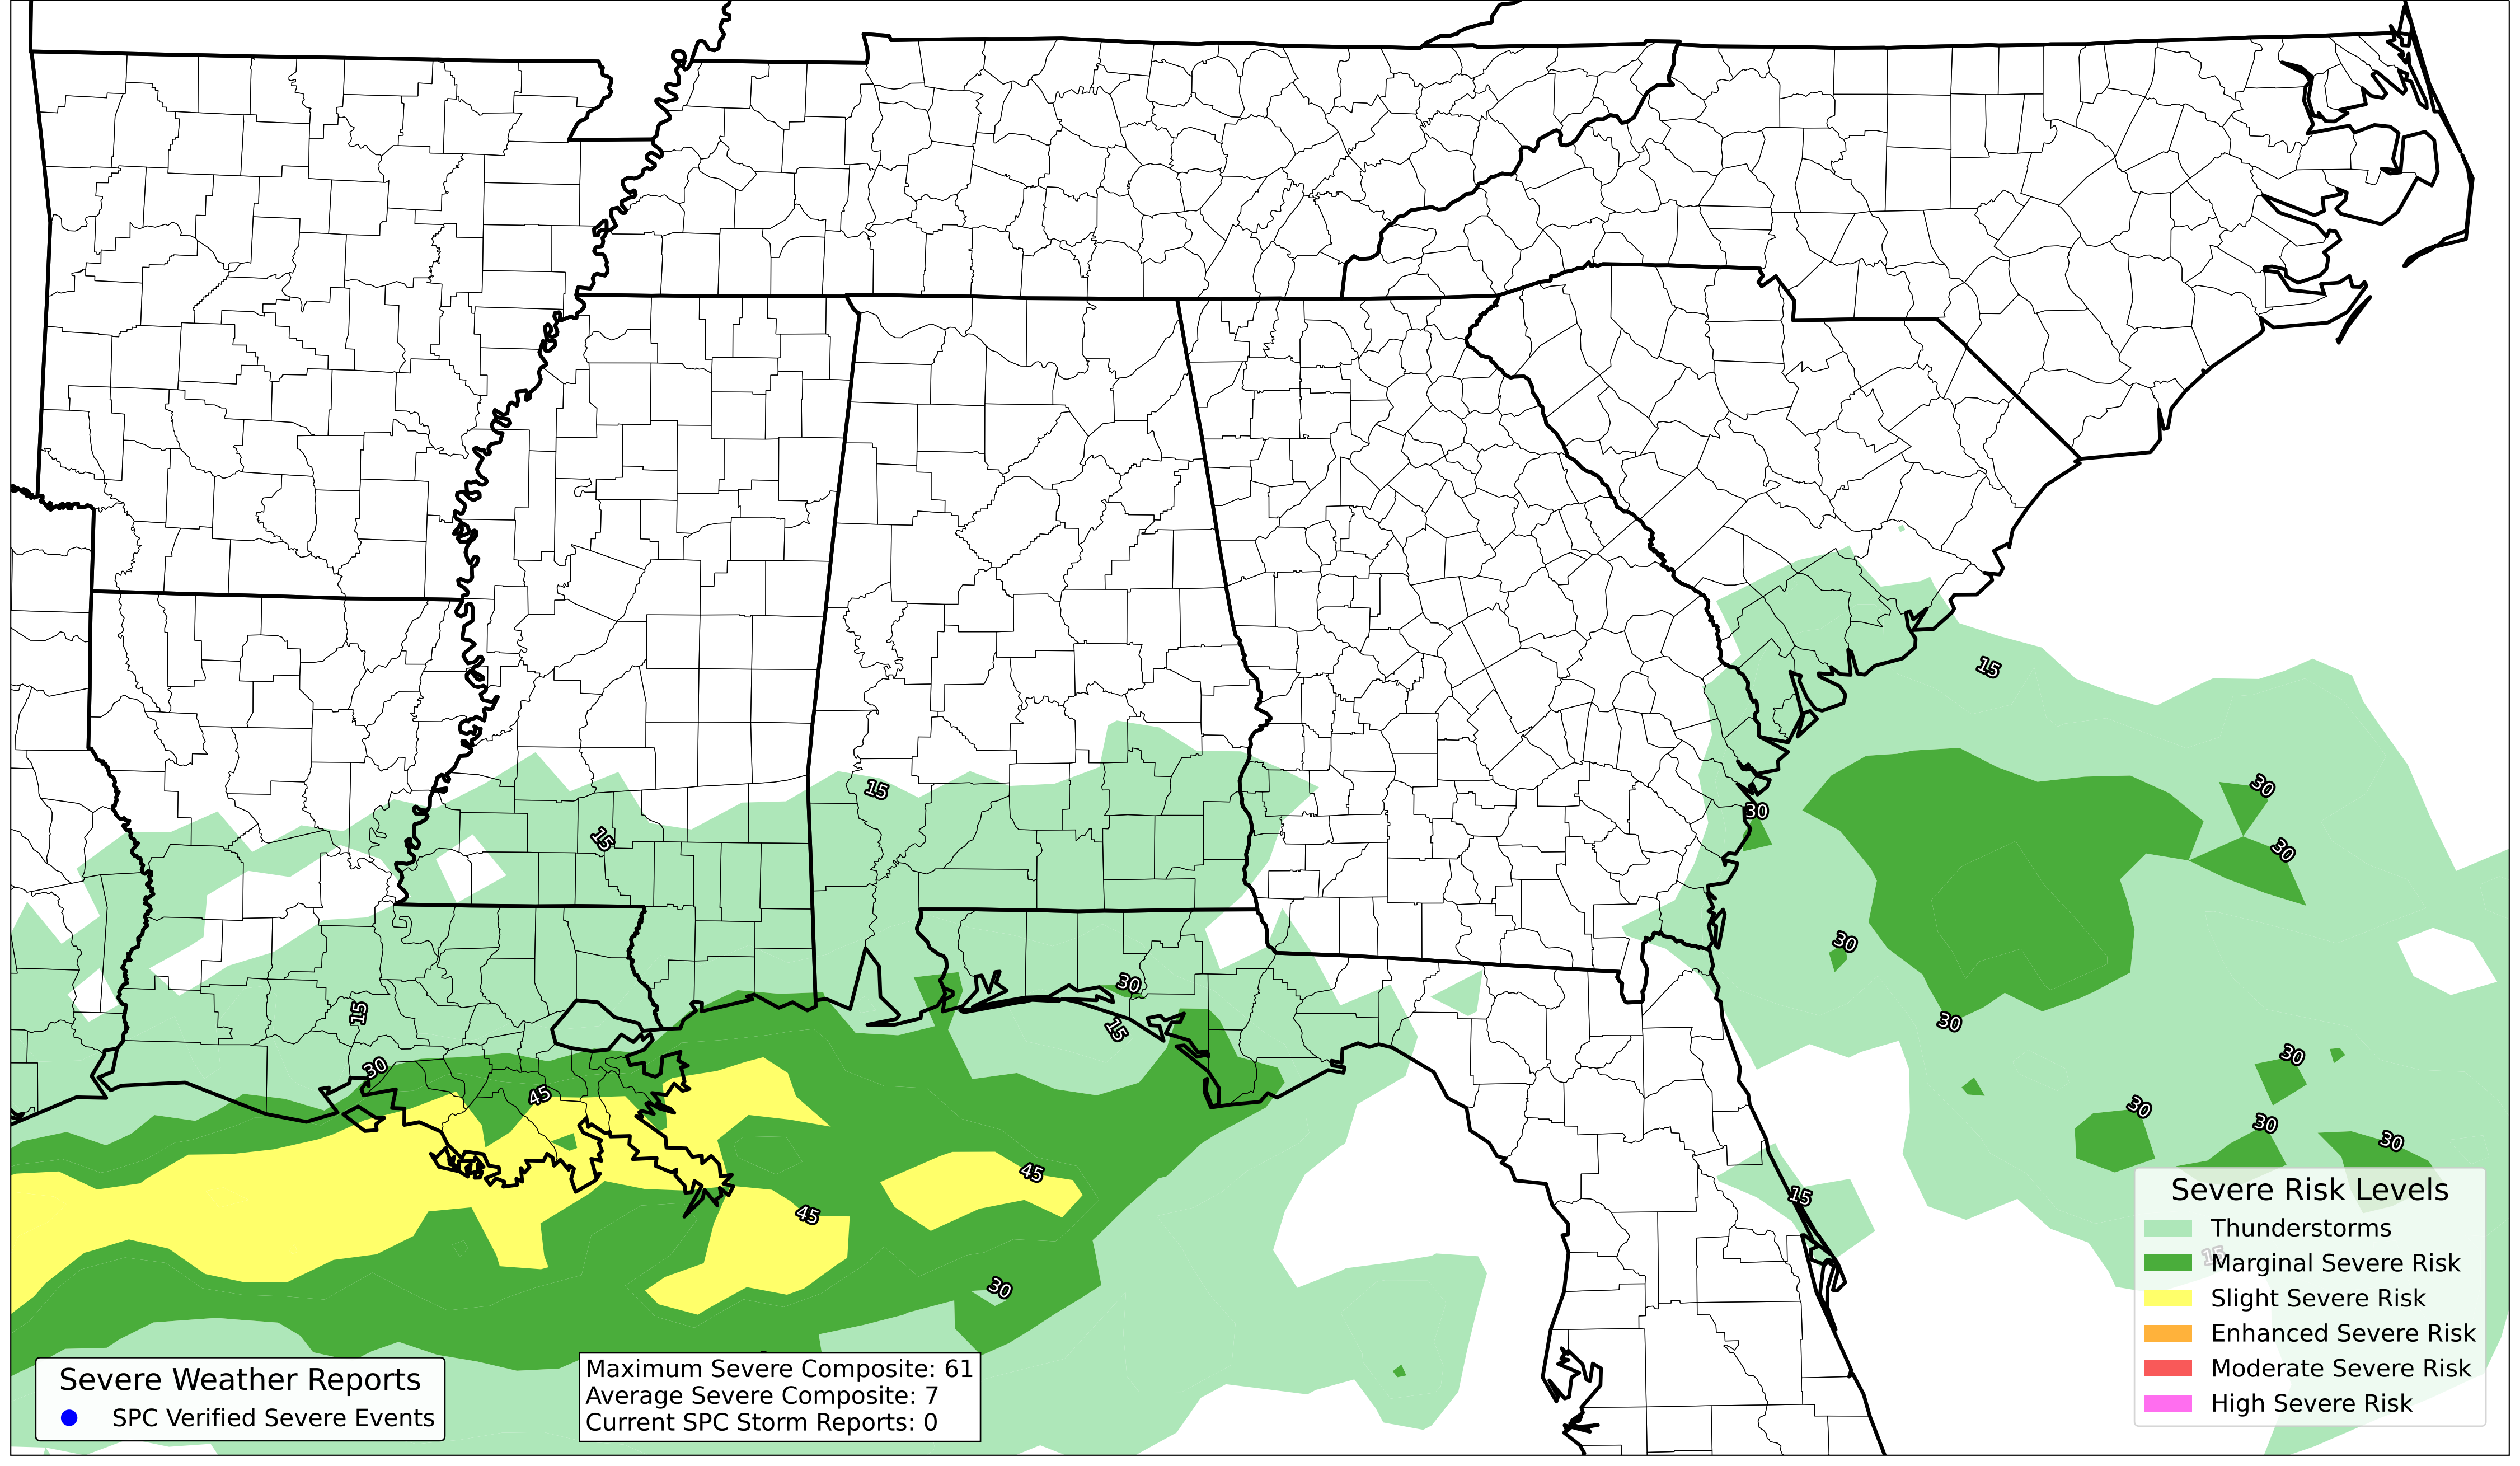 15
15
15
30
30
30
15
30
30
30
15
30
15
30
30
45
30
30
30
45
15
45
15
30
Severe Risk Levels
Thunderstorms
Marginal Severe Risk
Slight Severe Risk
Enhanced Severe Risk
Moderate Severe Risk
High Severe Risk
Severe Weather Reports
SPC Verified Severe Events
Maximum Severe Composite: 61
Average Severe Composite: 7
Current SPC Storm Reports: 0